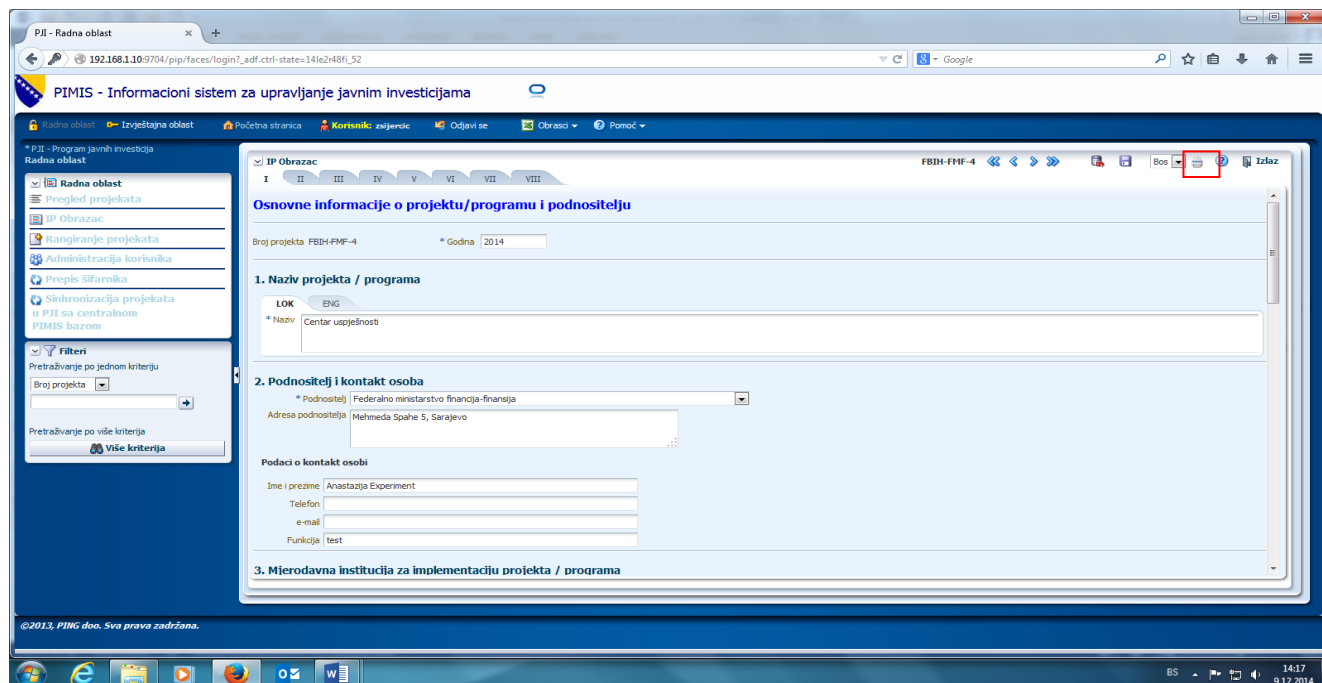 PJI - Radna oblast
192.168.1.10:9704/pip/faces/login?_adf.ctrl-state=14le2r48fi_52
Google
PIMIS - Informacioni sistem za upravljanje javnim investicijama
Radna oblast Izvještajna oblast Početna stranica Korisnik: zsijercic Odjavi se Obrasci Pomoć
* PJI - Program javnih investicija
Radna oblast
Radna oblast
Pregled projekata
IP Obrazac
Rangiranje projekata
Administracija korisnika
Prepis šifarnika
Sinhronizacija projekata
u PJI sa centralnom
PIMIS bazom
Filteri
Pretraživanje po jednom kriteriju
Broj projekta
Pretraživanje po više kriterija
Više kriterija
IP Obrazac FBIH-FMF-4 Bos Izlaz
I II III IV V VI VII VIII
Osnovne informacije o projektu/programu i podnositelju
Broj projekta FBIH-FMF-4 * Godina 2014
1. Naziv projekta / programa
LOK ENG
* Naziv Centar uspješnosti
2. Podnositelj i kontakt osoba
* Podnositelj Federalno ministarstvo financija-finansija
Adresa podnositelja Mehmeda Spahe 5, Sarajevo
Podaci o kontakt osobi
Ime i prezime Anastazija Experiment
Telefon
e-mail
Funkcija test
3. Mjerodavna institucija za implementaciju projekta / programa
©2013, PING doo. Sva prava zadržana.
BS 14:17
9.12.2014